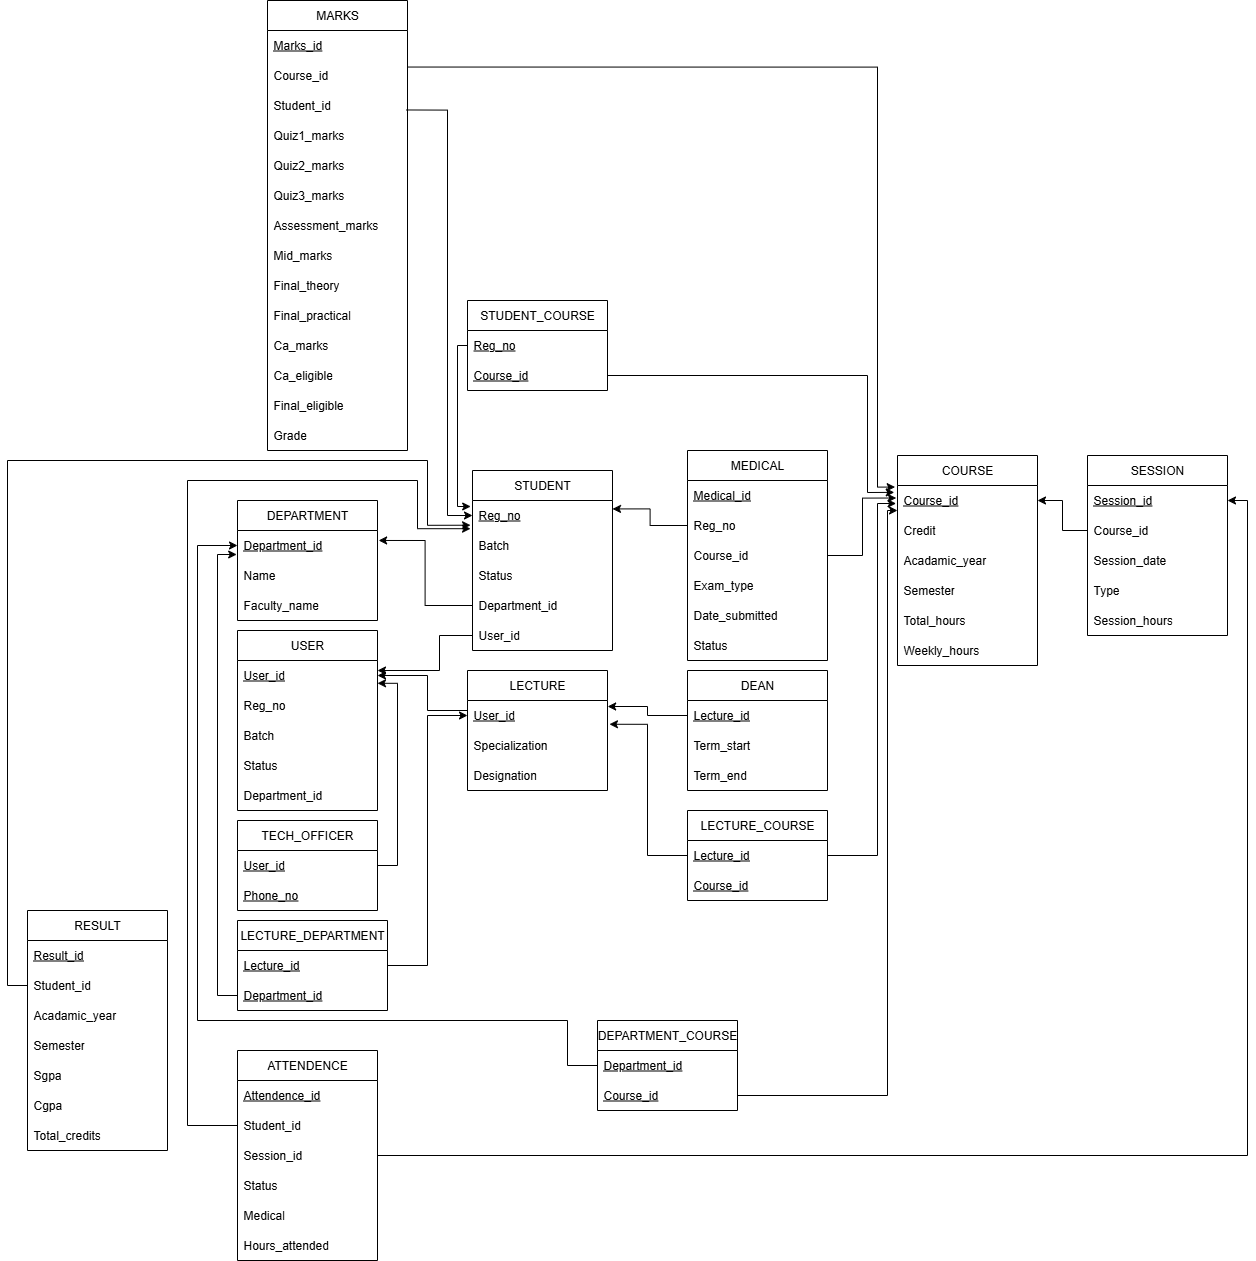 MARKS
Marks_id
Course_id
Student_id
Quiz1_marks
Quiz2_marks
Quiz3_marks
Assessment_marks
Mid_marks
Final_theory
Final_practical
Ca_marks
Ca_eligible
Final_eligible
Grade
STUDENT_COURSE
Reg_no
Course_id
STUDENT
Reg_no
Batch
Status
Department_id
User_id
MEDICAL
Medical_id
Reg_no
Course_id
Exam_type
Date_submitted
Status
COURSE
Course_id
Credit
Acadamic_year
Semester
Total_hours
Weekly_hours
SESSION
Session_id
Course_id
Session_date
Type
Session_hours
DEPARTMENT
Department_id
Name
Faculty_name
USER
User_id
Reg_no
Batch
Status
Department_id
LECTURE
User_id
Specialization
Designation
DEAN
Lecture_id
Term_start
Term_end
TECH_OFFICER
User_id
Phone_no
LECTURE_COURSE
Lecture_id
Course_id
RESULT
Result_id
Student_id
Acadamic_year
Semester
Sgpa
Cgpa
Total_credits
LECTURE_DEPARTMENT
Lecture_id
Department_id
DEPARTMENT_COURSE
Department_id
Course_id
ATTENDENCE
Attendence_id
Student_id
Session_id
Status
Medical
Hours_attended